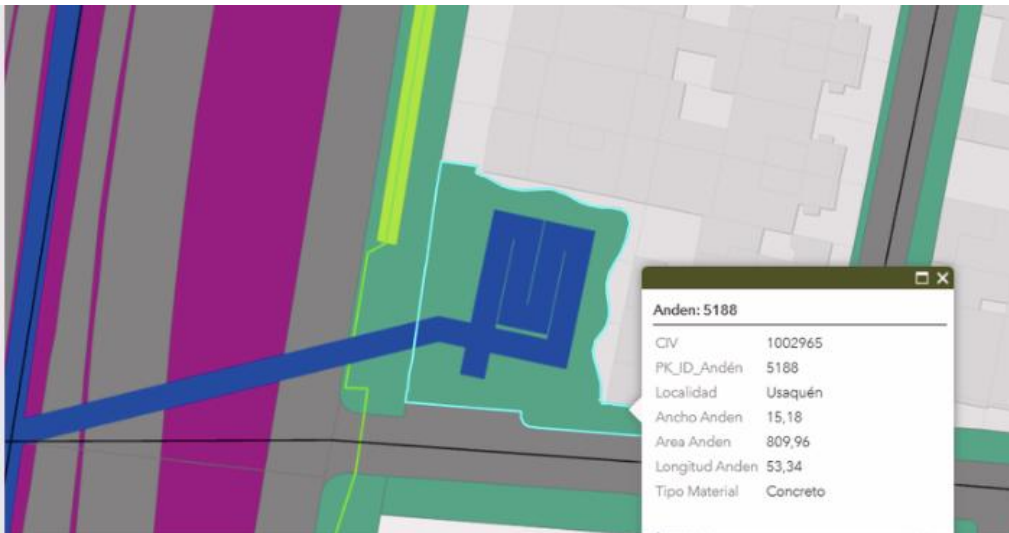 Anden: 5188
CIV 1002965
PK_ID_Andén 5188
Localidad Usaquén
Ancho Anden 15,18
Area Anden 809,96
Longitud Anden 53,34
Tipo Material Concreto